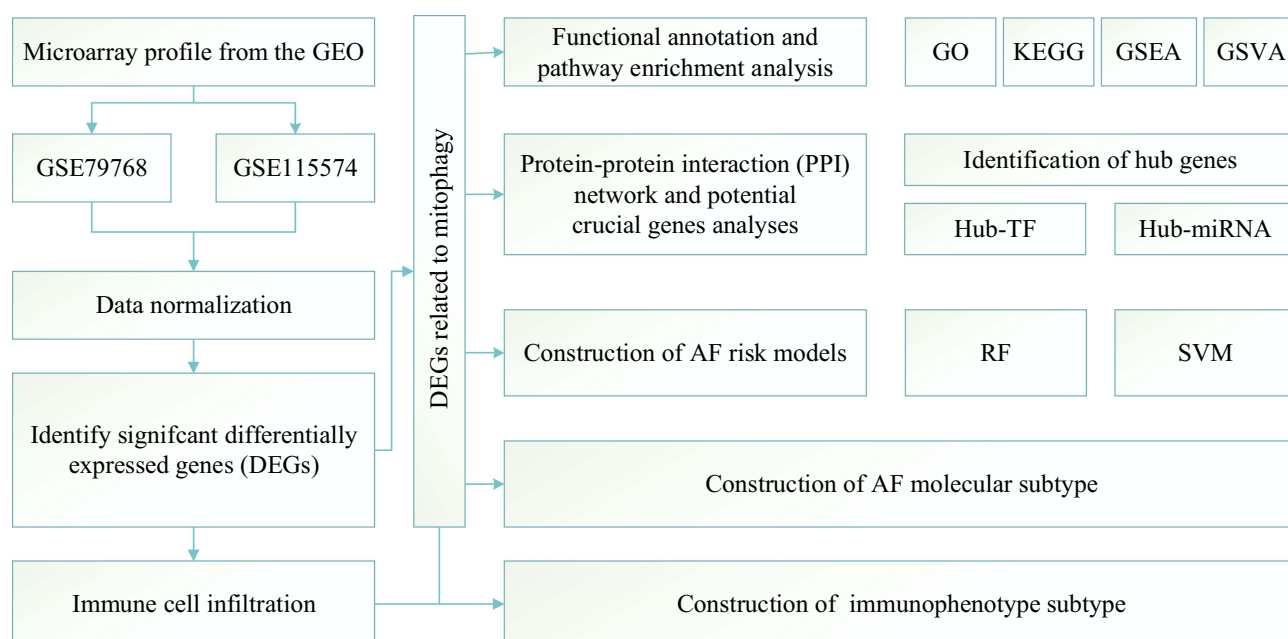 Microarray profile from the GEO
GSE79768
GSE115574
Data normalization
Identify signifcant differentially
expressed genes (DEGs)
Immune cell infiltration
DEGs related to mitophagy
Functional annotation and
pathway enrichment analysis
GO
KEGG
GSEA
GSVA
Protein-protein interaction (PPI)
network and potential
crucial genes analyses
Identification of hub genes
Hub-TF
Hub-miRNA
Construction of AF risk models
RF
SVM
Construction of AF molecular subtype
Construction of immunophenotype subtype